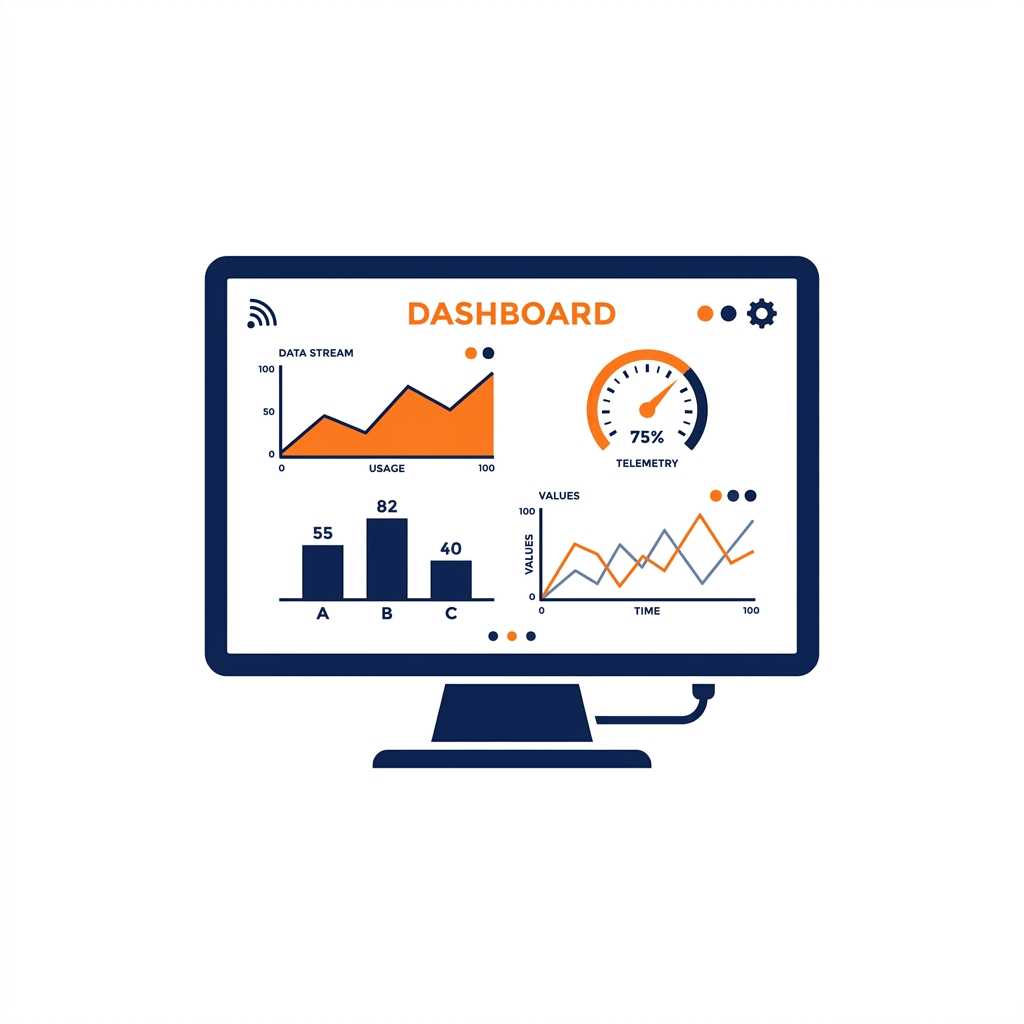 DASHBOARD
DATA STREAM
100
50
0
0
USAGE
100
75%
TELEMETRY
55
82
40
A
B
C
VALUES
100
VALUES
0
0
TIME
100